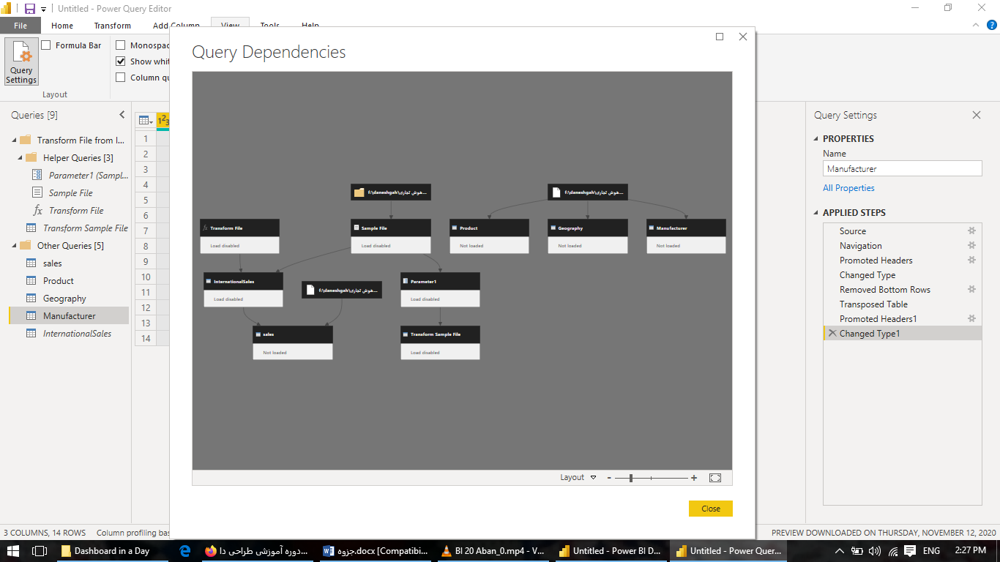 Untitled - Power Query Editor
File
Home
Transform
Add Column
View
Tools
Help
Query
Settings
Formula Bar
Monospac
Show whit
Column qu
Layout
Query Dependencies
Queries [9]
Transform File from I...
Helper Queries [3]
Parameter1 (Sampl...
Sample File
Transform File
Transform Sample File
Other Queries [5]
sales
Product
Geography
Manufacturer
InternationalSales
1
2
3
4
5
6
7
8
9
10
11
12
13
14
f:\daneshgah\هوش تجاری...
f:\daneshgah\هوش تجاری...
Transform File
Load disabled
Sample File
Load disabled
Product
Not loaded
Geography
Not loaded
Manufacturer
Not loaded
InternationalSales
Load disabled
f:\daneshgah\هوش تجاری...
Parameter1
Load disabled
sales
Not loaded
Transform Sample File
Load disabled
Layout
Close
Query Settings
PROPERTIES
Name
Manufacturer
All Properties
APPLIED STEPS
Source
Navigation
Promoted Headers
Changed Type
Removed Bottom Rows
Transposed Table
Promoted Headers1
Changed Type1
3 COLUMNS, 14 ROWS
Column profiling bas
PREVIEW DOWNLOADED ON THURSDAY, NOVEMBER 12, 2020
Dashboard in a Day
دوره آموزشی طراحی دا...
جزوه.docx [Compatibi...
BI 20 Aban_0.mp4 - V...
Untitled - Power BI D...
Untitled - Power Quer...
ENG
2:27 PM